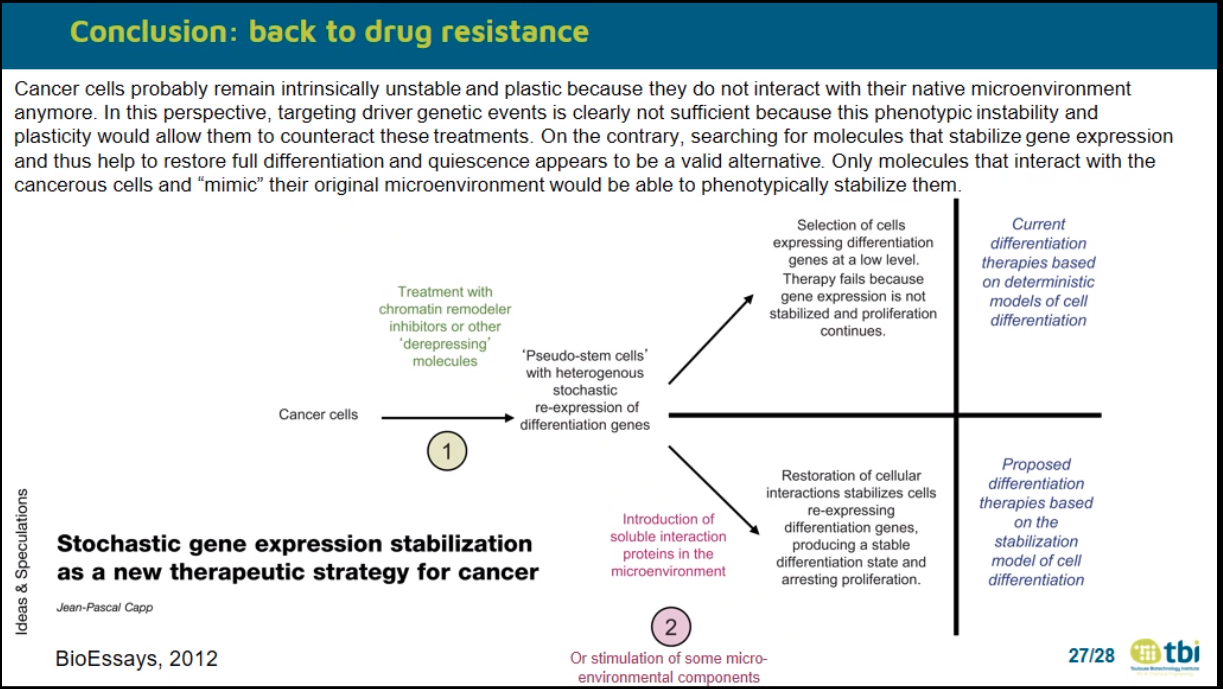 Conclusion: back to drug resistance
Cancer cells probably remain intrinsically unstable and plastic because they do not interact with their native microenvironment
anymore. In this perspective, targeting driver genetic events is clearly not sufficient because this phenotypic instability and
plasticity would allow them to counteract these treatments. On the contrary, searching for molecules that stabilize gene expression
and thus help to restore full differentiation and quiescence appears to be a valid alternative. Only molecules that interact with the
cancerous cells and “mimic” their original microenvironment would be able to phenotypically stabilize them.
Cancer cells
Treatment with
chromatin remodeler
inhibitors or other
‘derepressing’
molecules
1
‘Pseudo-stem cells’
with heterogenous
stochastic
re-expression of
differentiation genes
Selection of cells
expressing differentiation
genes at a low level.
Therapy fails because
gene expression is not
stabilized and proliferation
continues.
Current
differentiation
therapies based
on deterministic
models of cell
differentiation
Introduction of
soluble interaction
proteins in the
microenvironment
2
Or stimulation of some micro-
environmental components
Restoration of cellular
interactions stabilizes cells
re-expressing
differentiation genes,
producing a stable
differentiation state and
arresting proliferation.
Proposed
differentiation
therapies based
on the
stabilization
model of cell
differentiation
Ideas & Speculations
Stochastic gene expression stabilization
as a new therapeutic strategy for cancer
Jean-Pascal Capp
BioEssays, 2012
27/28
tbi
Toulouse Biotechnology Institute